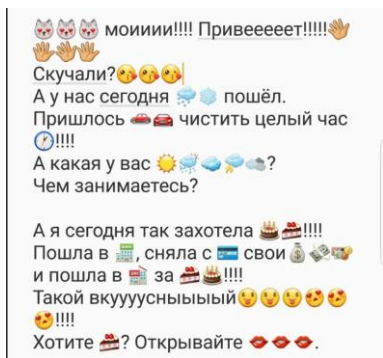 😻😻😻 моииии!!!! Привееееет!!!!!👋
👋👋👋
Скучали?😘😘😘
А у нас сегодня 🌨❄ пошёл.
Пришлось 🚗🚘 чистить целый час
🕐!!!!
А какая у вас ☀🌨🌧⛈☁?
Чем занимаетесь?

А я сегодня так захотела 🎂🍰!!!!
Пошла в 🏧, сняла с 💳 свои 💰💸💴
и пошла в 🏪 за 🍰🎂!!!!
Такой вкуууусныыыый😛😛😛😍😍
😍!!!!
Хотите 🍰? Открывайте 👄👄👄.